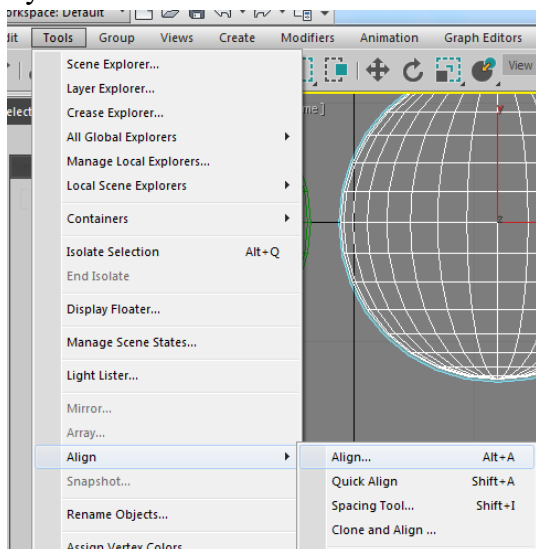 orkspace: Default
dit Tools Group Views Create Modifiers Animation Graph Editors
View
elect
me ]
Scene Explorer...
Layer Explorer...
Crease Explorer...
All Global Explorers
Manage Local Explorers...
Local Scene Explorers
Containers
Isolate Selection Alt+Q
End Isolate
Display Floater...
Manage Scene States...
Light Lister...
Mirror...
Array...
Align
Snapshot...
Rename Objects...
Assign Vertex Colors
Align... Alt+A
Quick Align Shift+A
Spacing Tool... Shift+I
Clone and Align ...
y
z